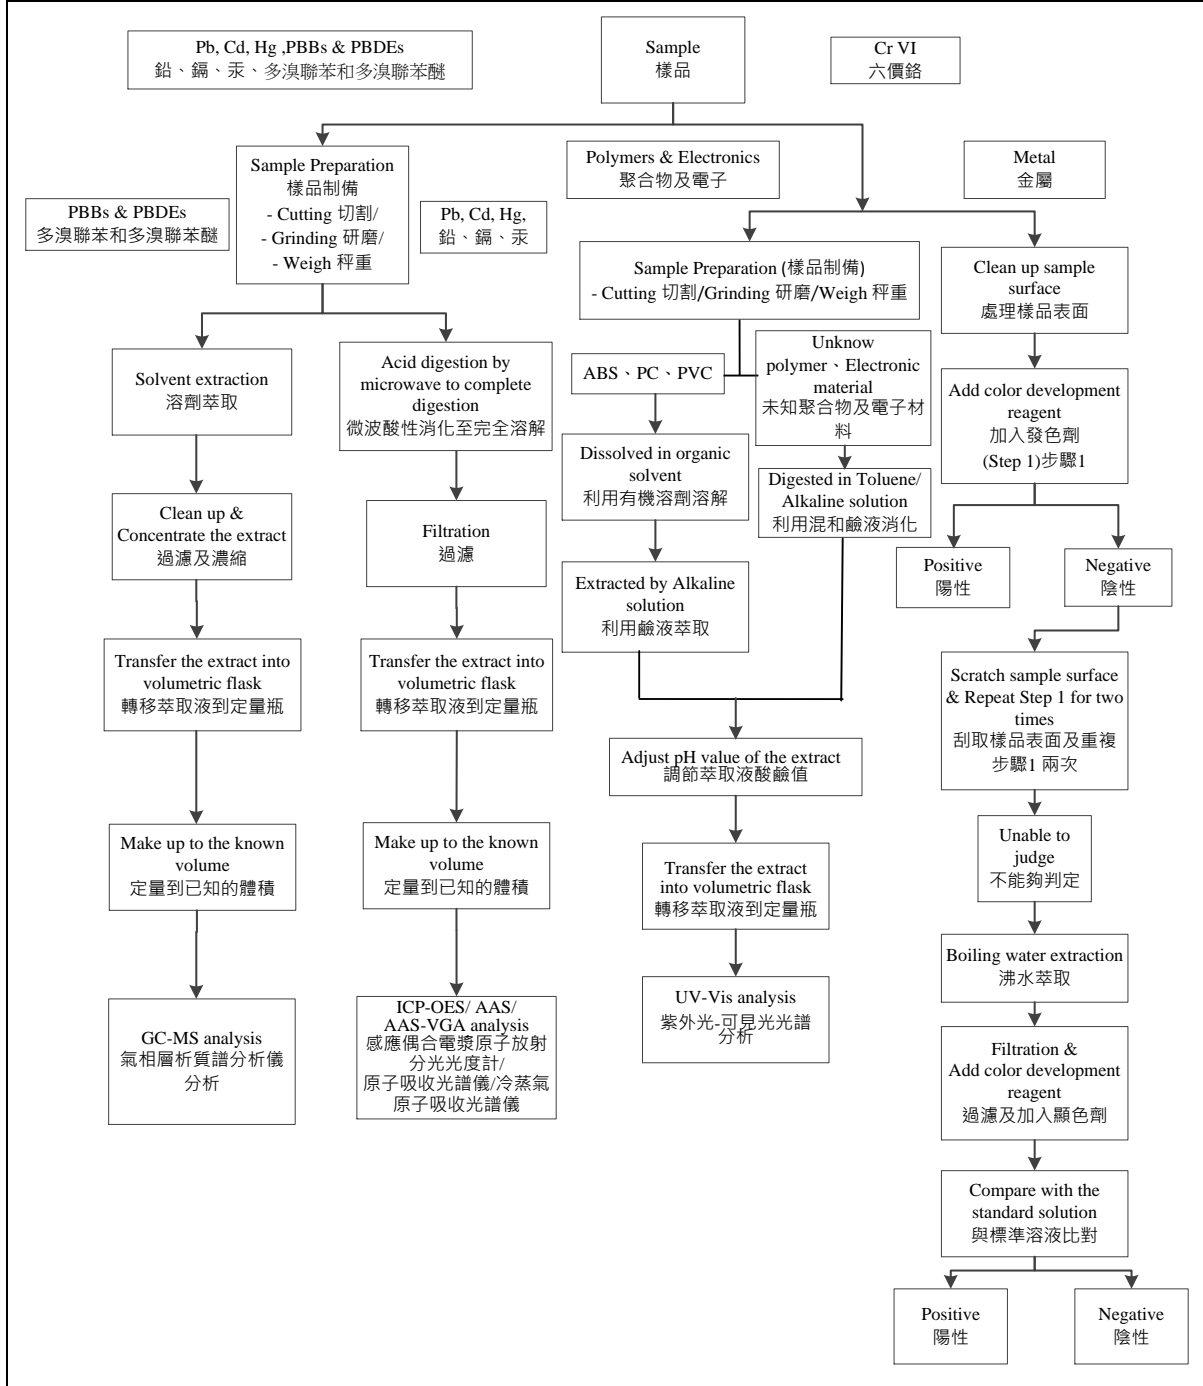 Pb, Cd, Hg ,PBBs & PBDEs
鉛、鎘、汞、多溴聯苯和多溴聯苯醚
Sample
樣品
Cr VI
六價鉻
Sample Preparation
樣品制備
- Cutting 切割/
- Grinding 研磨/
- Weigh 秤重
PBBs & PBDEs
多溴聯苯和多溴聯苯醚
Pb, Cd, Hg,
鉛、鎘、汞
Polymers & Electronics
聚合物及電子
Metal
金屬
Solvent extraction
溶劑萃取
Clean up &
Concentrate the extract
過濾及濃縮
Transfer the extract into
volumetric flask
轉移萃取液到定量瓶
Make up to the known
volume
定量到已知的體積
GC-MS analysis
氣相層析質譜分析儀
分析
Acid digestion by
microwave to complete
digestion
微波酸性消化至完全溶解
Filtration
過濾
Transfer the extract into
volumetric flask
轉移萃取液到定量瓶
Make up to the known
volume
定量到已知的體積
ICP-OES/ AAS/
AAS-VGA analysis
感應偶合電漿原子放射
分光光度計/
原子吸收光譜儀/冷蒸氣
原子吸收光譜儀
Sample Preparation (樣品制備)
- Cutting 切割/Grinding 研磨/Weigh 秤重
ABS、PC、PVC
Dissolved in organic
solvent
利用有機溶劑溶解
Extracted by Alkaline
solution
利用鹼液萃取
Unknow
polymer、Electronic
material
未知聚合物及電子材
料
Digested in Toluene/
Alkaline solution
利用混和鹼液消化
Adjust pH value of the extract
調節萃取液酸鹼值
Transfer the extract
into volumetric flask
轉移萃取液到定量瓶
UV-Vis analysis
紫外光-可見光光譜
分析
Clean up sample
surface
處理樣品表面
Add color development
reagent
加入發色劑
(Step 1)步驟1
Positive
陽性
Negative
陰性
Scratch sample surface
& Repeat Step 1 for two
times
刮取樣品表面及重複
步驟1 兩次
Unable to
judge
不能夠判定
Boiling water extraction
沸水萃取
Filtration &
Add color development
reagent
過濾及加入顯色劑
Compare with the
standard solution
與標準溶液比對
Positive
陽性
Negative
陰性